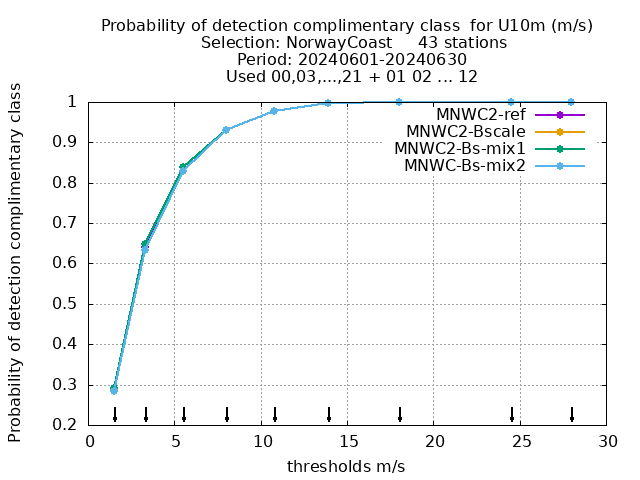 Probability of detection complimentary class  for U10m (m/s)
Selection: NorwayCoast     43 stations
Period: 20240601-20240630
Used 00,03,...,21 + 01 02 ... 12
Probability of detection complimentary class
1
0.9
0.8
0.7
0.6
0.5
0.4
0.3
0.2
MNWC2-ref
MNWC2-Bscale
MNWC2-Bs-mix1
MNWC-Bs-mix2
0 5 10 15 20 25 30
thresholds m/s